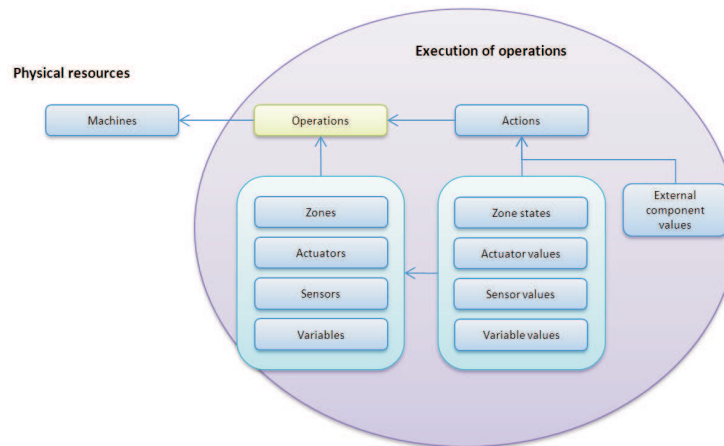 Execution of operations
Physical resources
Machines
Operations
Actions
Zones
Actuators
Sensors
Variables
Zone states
Actuator values
Sensor values
Variable values
External
component
values